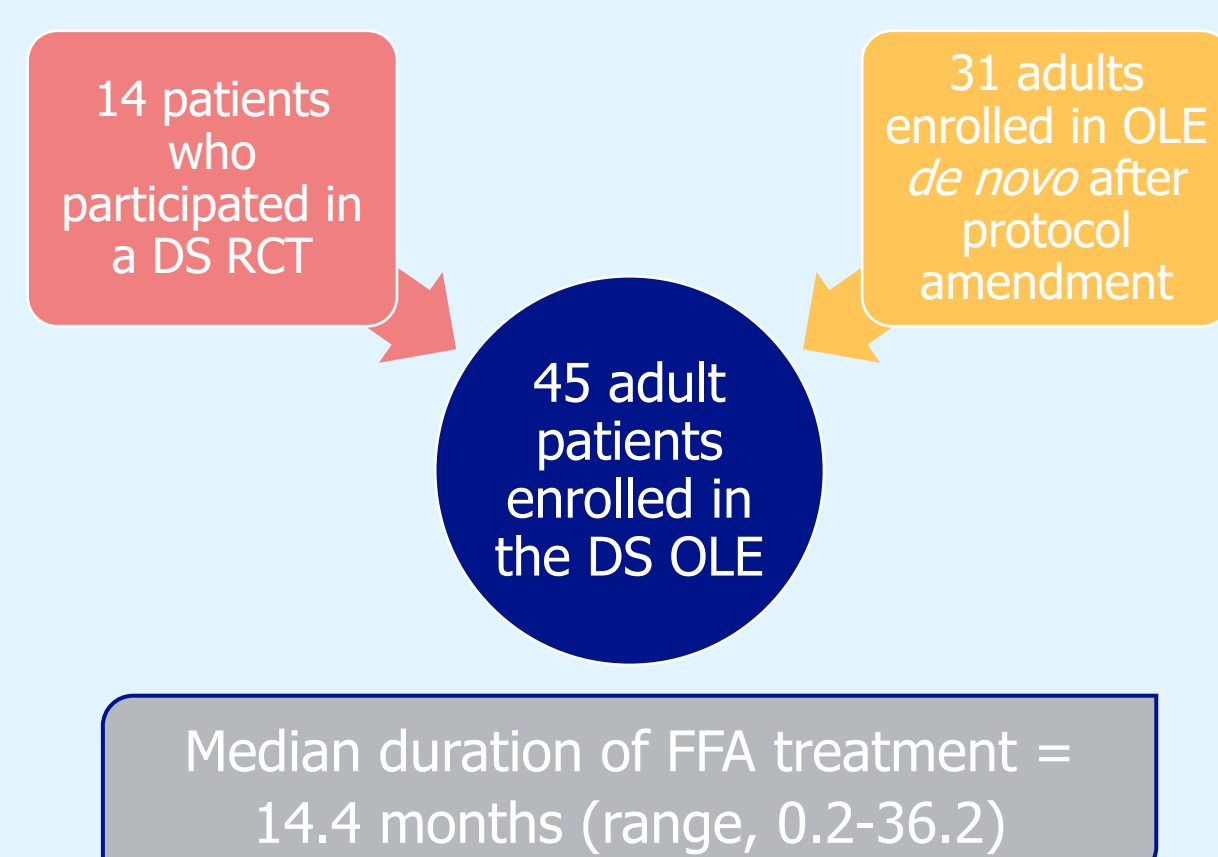 14 patients
who
participated in
a DS RCT
31 adults
enrolled in OLE
de novo after
protocol
amendment
45 adult
patients
enrolled in
the DS OLE
Median duration of FFA treatment =
14.4 months (range, 0.2-36.2)